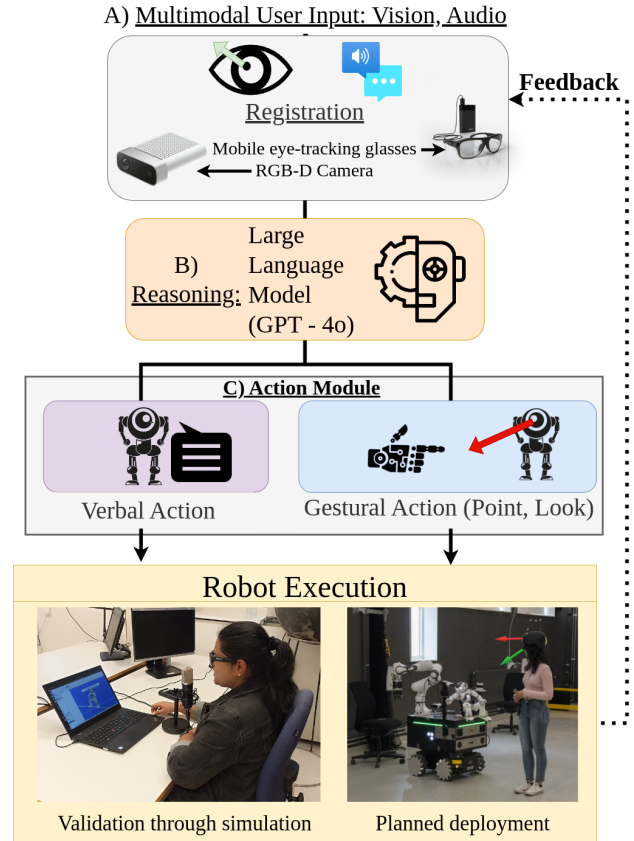 A) Multimodal User Input: Vision, Audio
Feedback
Registration
Mobile eye-tracking glasses
RGB-D Camera
B)
Reasoning:
Large
Language
Model
(GPT - 4o)
C) Action Module
Verbal Action
Gestural Action (Point, Look)
Robot Execution
Validation through simulation
Planned deployment